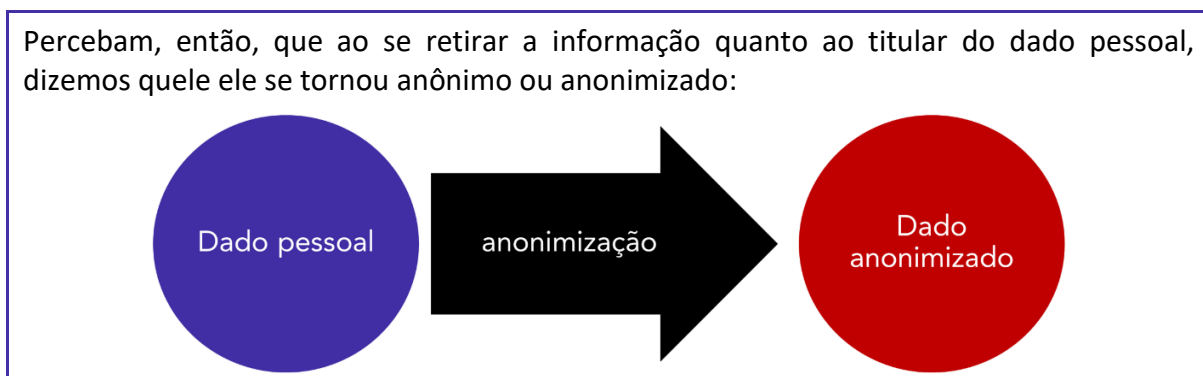 Percebam, então, que ao se retirar a informação quanto ao titular do dado pessoal,
dizemos quele ele se tornou anônimo ou anonimizado:
Dado pessoal
anonimização
Dado
anonimizado